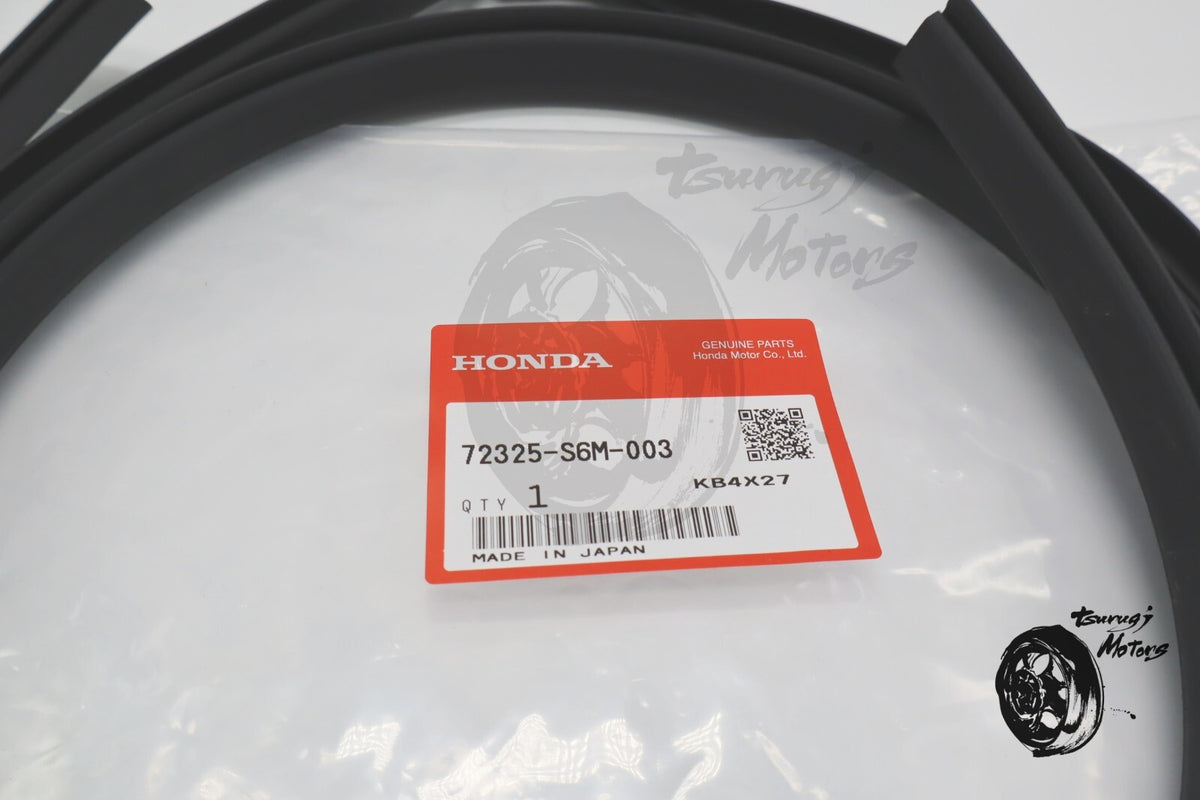 tsurugi
Motors
HONDA
GENUINE PARTS
Honda Motor Co., Ltd.
72325-S6M-003
KB4X27
QTY 1
MADE IN JAPAN
tsurugi
Motors